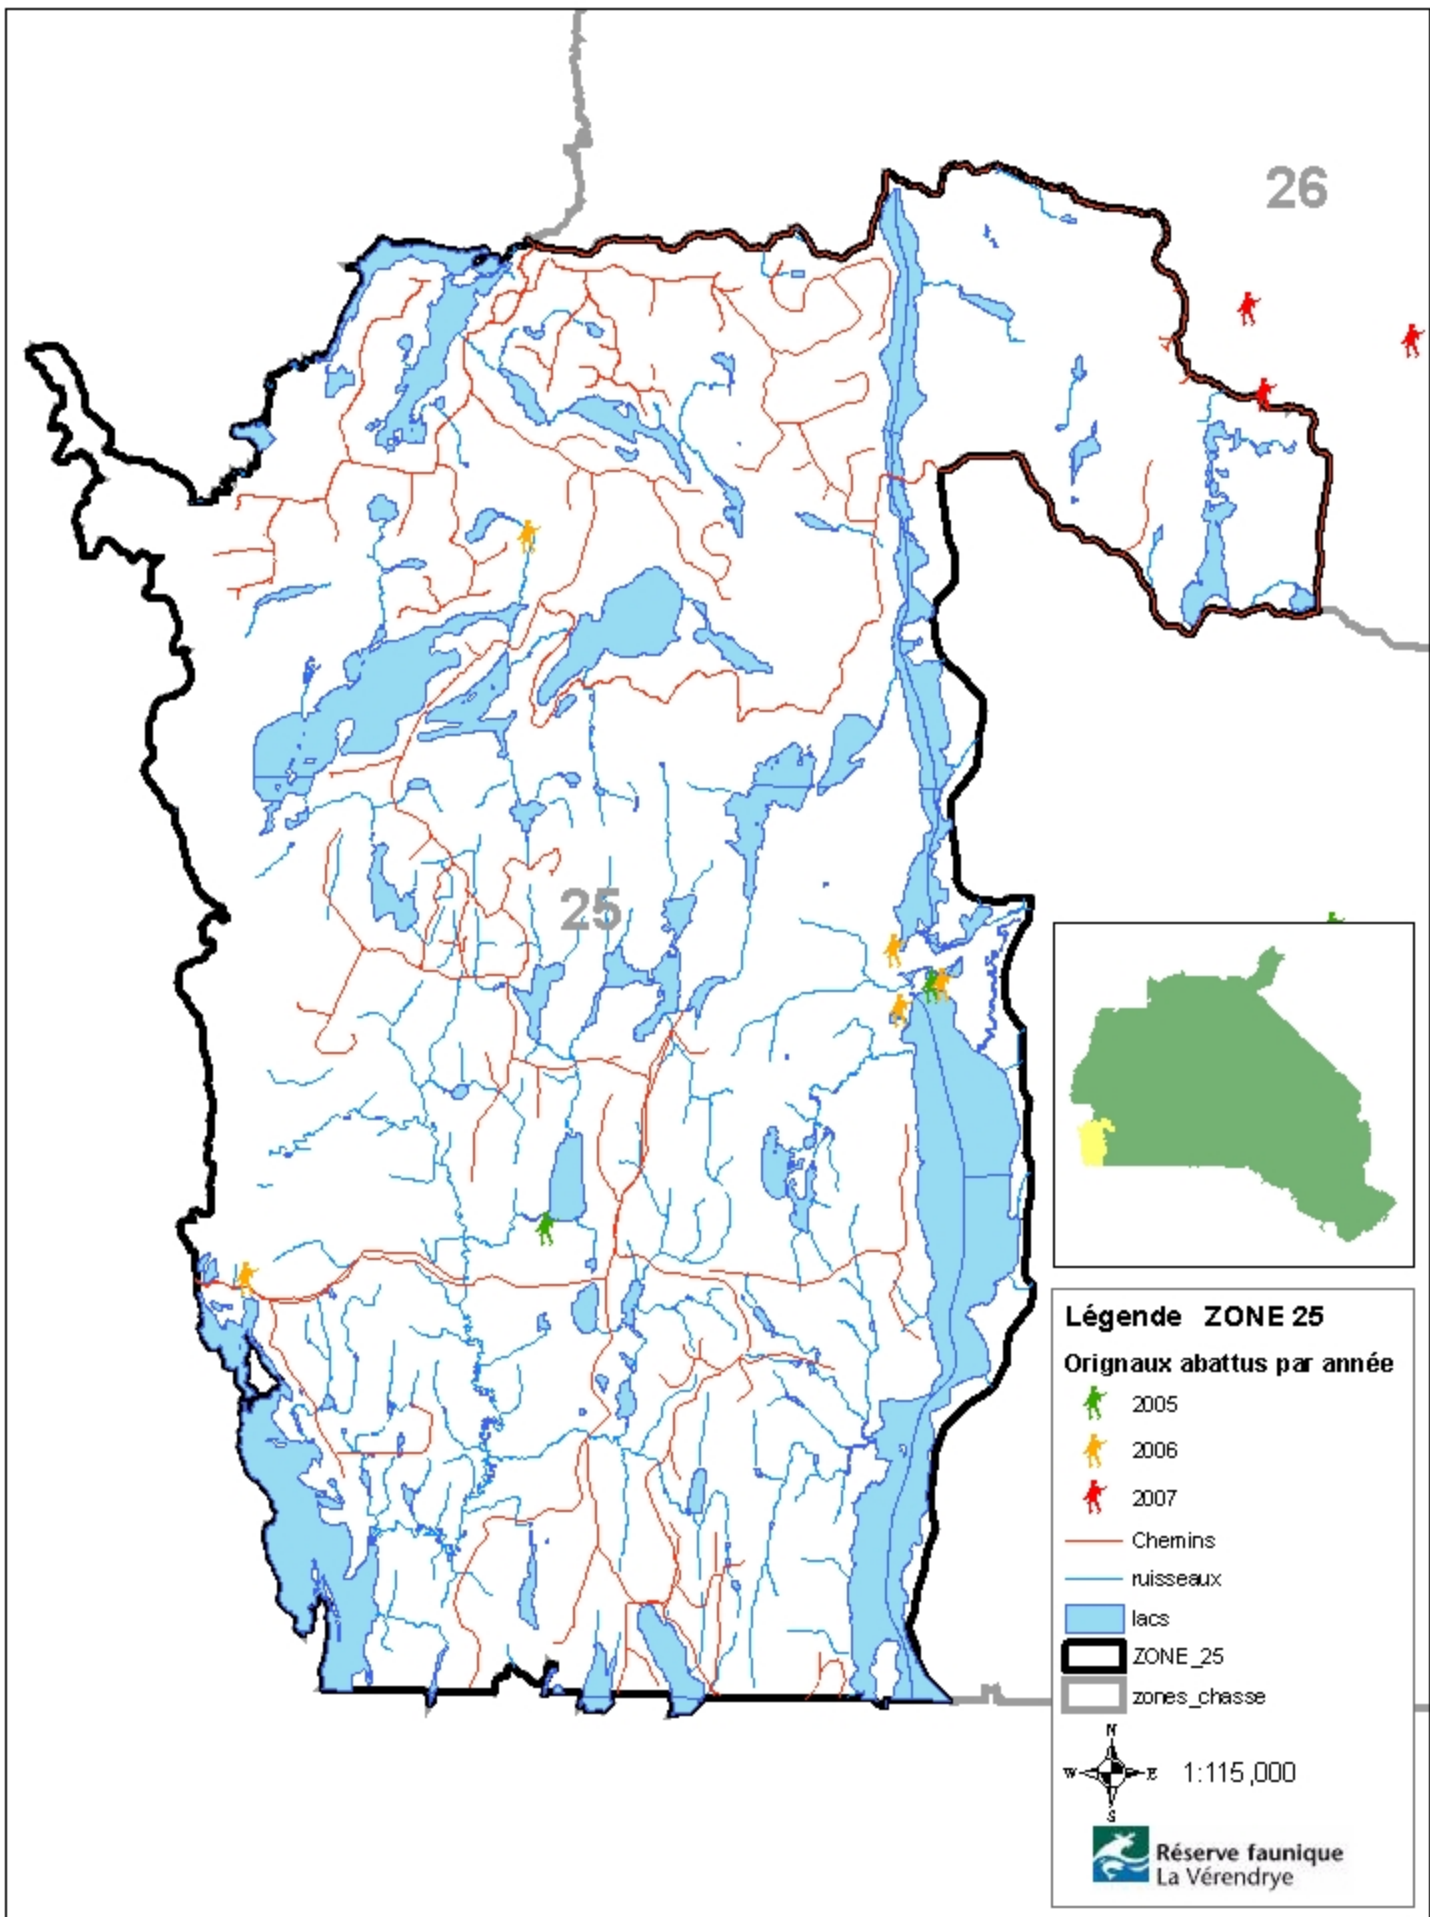 26
25
Légende ZONE 25
Orignaux abattus par année
2005
2006
2007
Chemins
ruisseaux
lacs
ZONE_25
zones_chasse
N
W E
S
1:115,000
Réserve faunique
La Vérendrye